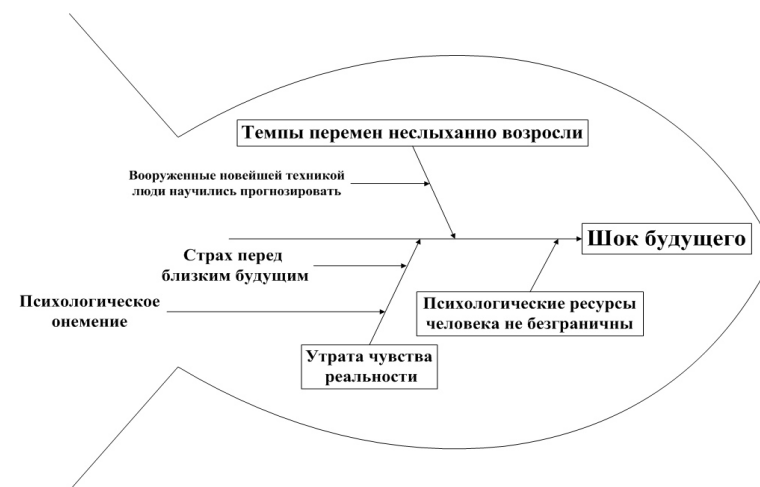 Темпы перемен неслыханно возросли
Вооруженные новейшей техникой
люди научились прогнозировать
Шок будущего
Страх перед
близким будущим
Психологическое
онемение
Психологические ресурсы
человека не безграничны
Утрата чувства
реальности